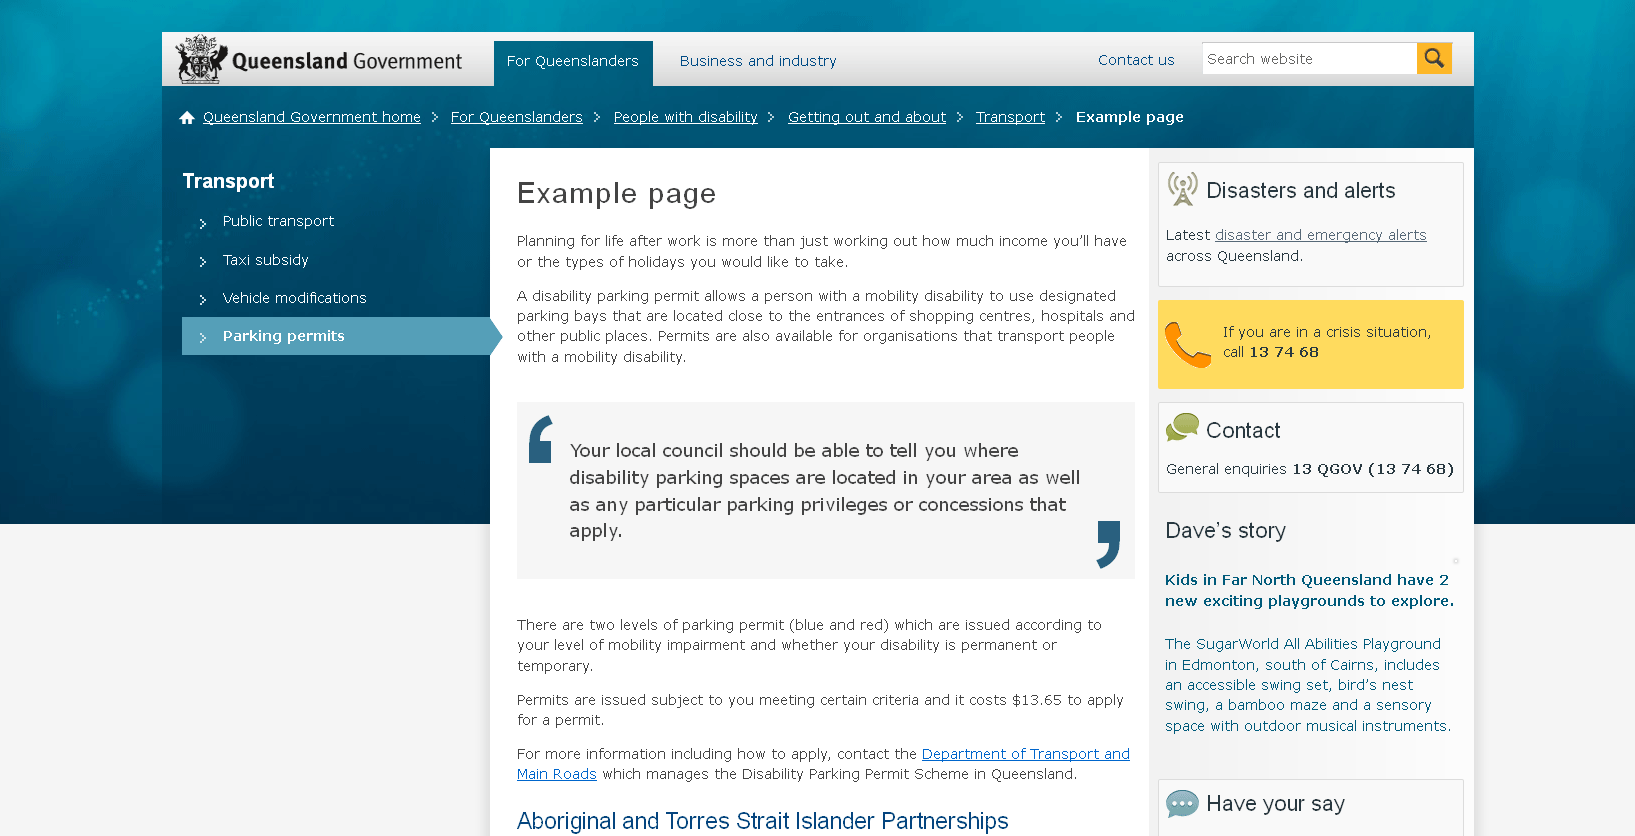 Queensland Government
For Queenslanders
Business and industry
Contact us
Search website
Queensland Government home
For Queenslanders
People with disability
Getting out and about
Transport
Example page
Transport
Public transport
Taxi subsidy
Vehicle modifications
Parking permits
Example page
Planning for life after work is more than just working out how much income you'll have
or the types of holidays you would like to take.
A disability parking permit allows a person with a mobility disability to use designated
parking bays that are located close to the entrances of shopping centres, hospitals and
other public places. Permits are also available for organisations that transport people
with a mobility disability.
Your local council should be able to tell you where
disability parking spaces are located in your area as well
as any particular parking privileges or concessions that
apply.
There are two levels of parking permit (blue and red) which are issued according to
your level of mobility impairment and whether your disability is permanent or
temporary.
Permits are issued subject to you meeting certain criteria and it costs $13.65 to apply
for a permit.
For more information including how to apply, contact the Department of Transport and
Main Roads which manages the Disability Parking Permit Scheme in Queensland.
Aboriginal and Torres Strait Islander Partnerships
Disasters and alerts
Latest disaster and emergency alerts
across Queensland.
If you are in a crisis situation,
call 13 74 68
Contact
General enquiries 13 QGOV (13 74 68)
Dave's story
Kids in Far North Queensland have 2
new exciting playgrounds to explore.
The SugarWorld All Abilities Playground
in Edmonton, south of Cairns, includes
an accessible swing set, bird's nest
swing, a bamboo maze and a sensory
space with outdoor musical instruments.
Have your say